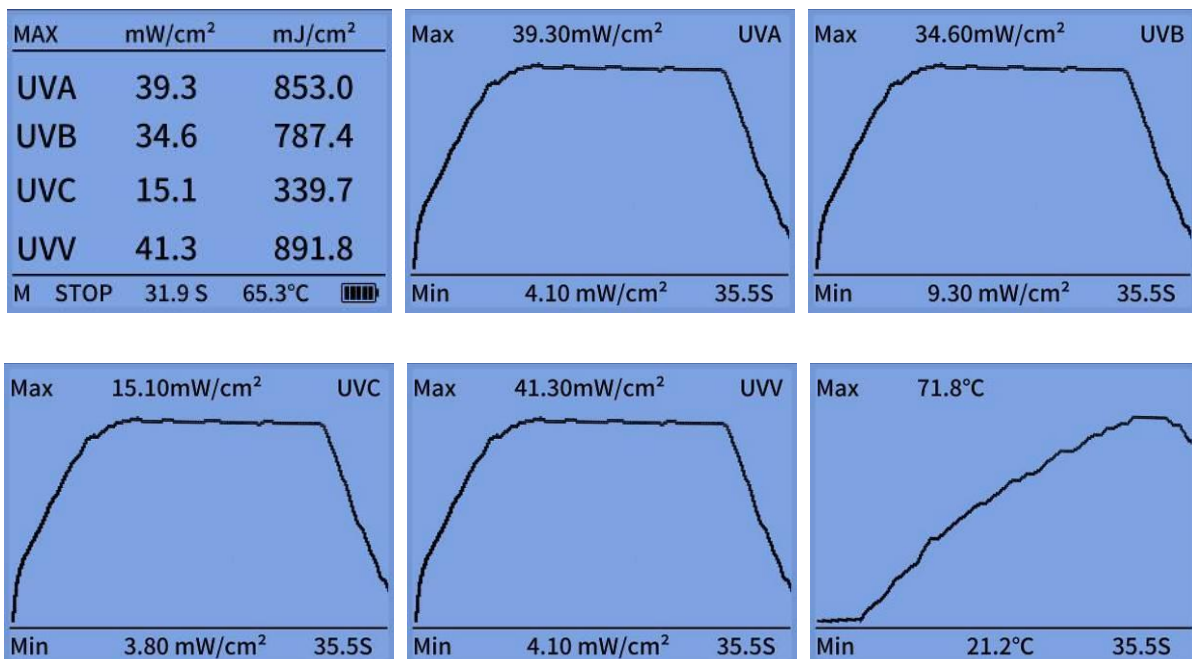 MAX mW/cm² mJ/cm²
UVA 39.3 853.0
UVB 34.6 787.4
UVC 15.1 339.7
UVV 41.3 891.8
M STOP 31.9 S 65.3°C
Max 39.30mW/cm² UVA
Min 4.10 mW/cm² 35.5S
Max 34.60mW/cm² UVB
Min 9.30 mW/cm² 35.5S
Max 15.10mW/cm² UVC
Min 3.80 mW/cm² 35.5S
Max 41.30mW/cm² UVV
Min 4.10 mW/cm² 35.5S
Max 71.8°C
Min 21.2°C 35.5S